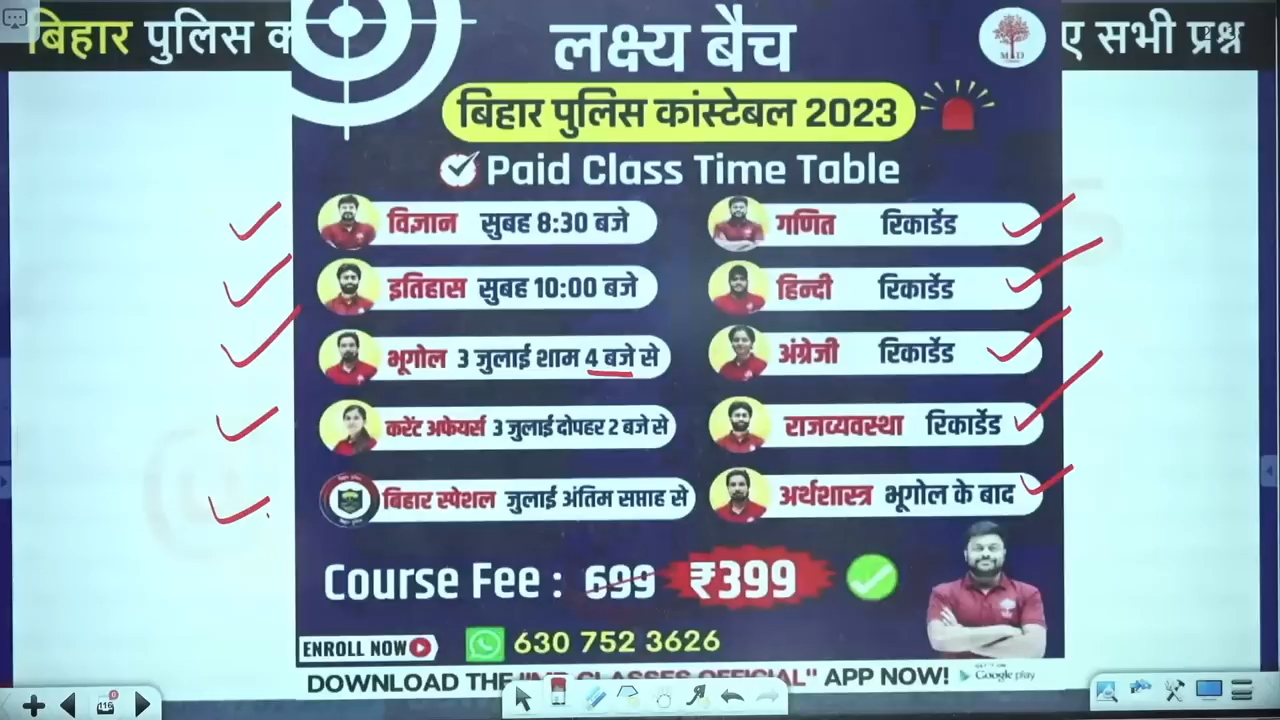 बिहार पुलिस
लक्ष्य बैच
ए सभी प्रश्न
बिहार पुलिस कांस्टेबल 2023
Paid Class Time Table
विज्ञान सुबह 8:30 बजे
गणित रिकार्डेड
इतिहास सुबह 10:00 बजे
हिन्दी रिकार्डेड
भूगोल 3 जुलाई शाम 4 बजे से
अंग्रेजी रिकार्डेड
करेंट अफेयर्स 3 जुलाई दोपहर 2 बजे से
राजव्यवस्था रिकार्डेड
बिहार स्पेशल जुलाई अंतिम सप्ताह से
अर्थशास्त्र भूगोल के बाद
Course Fee : 699 ₹399
ENROLL NOW 630 752 3626
DOWNLOAD THE APP NOW! Google play
116